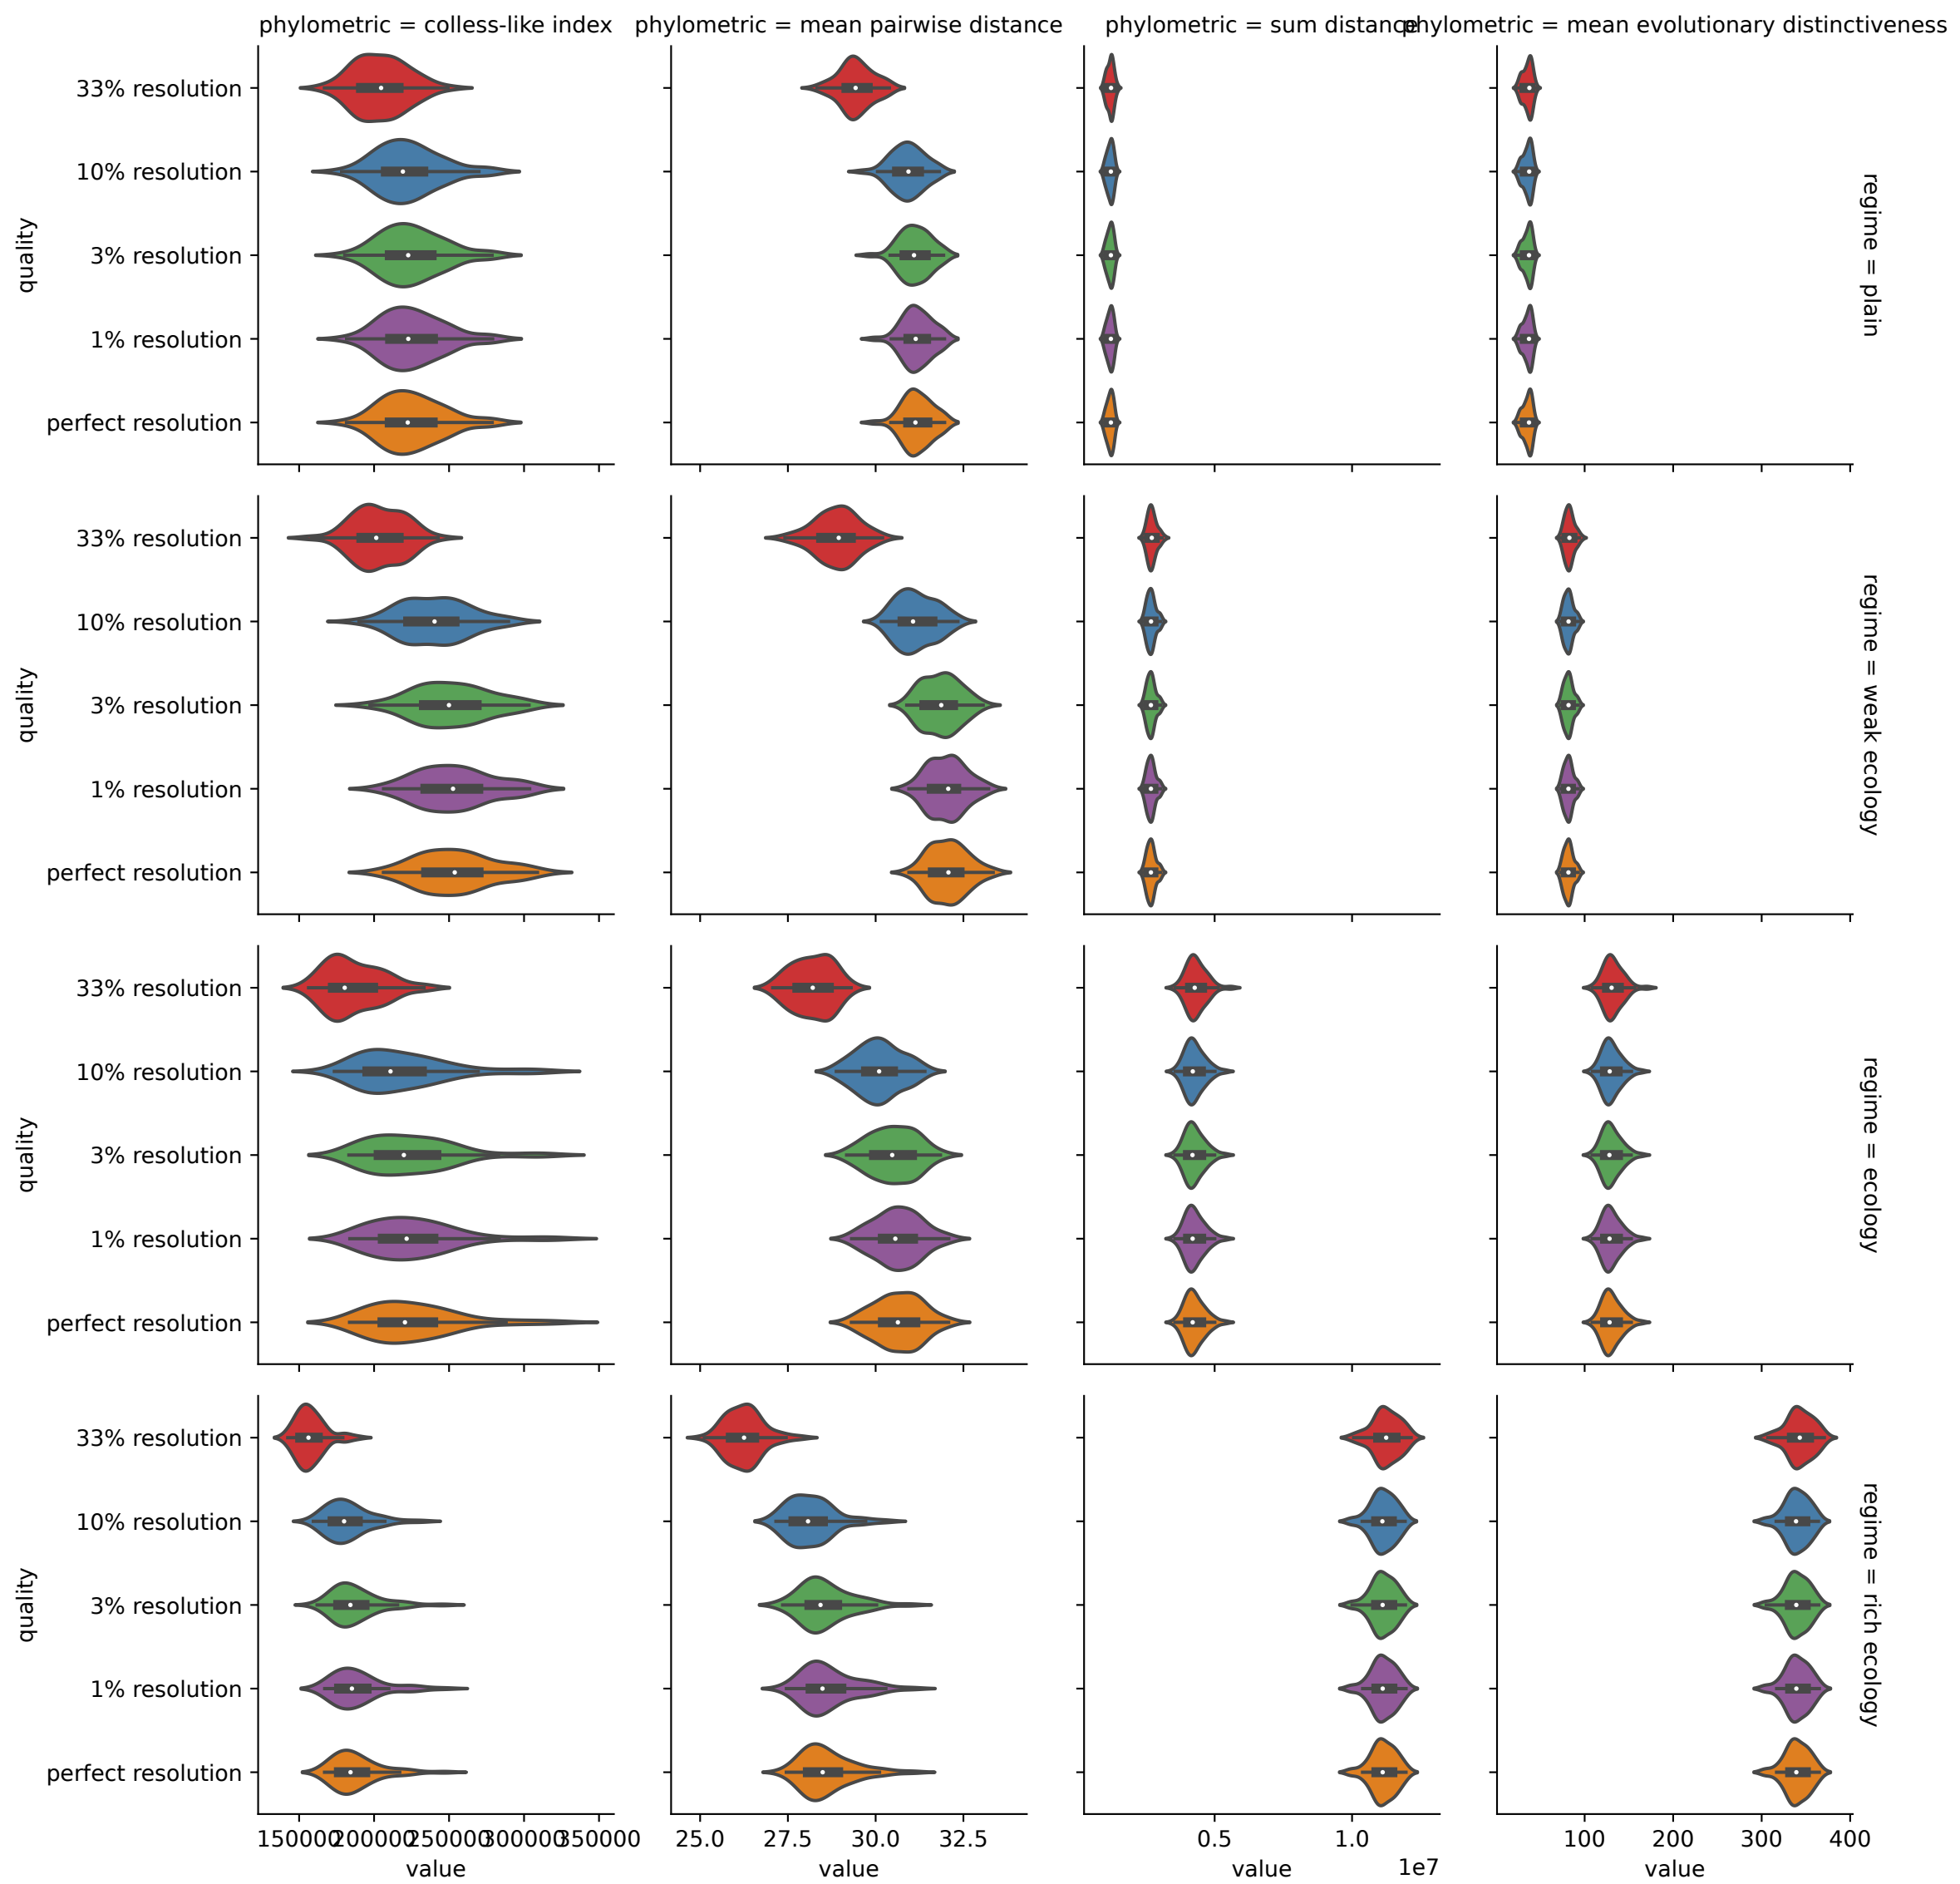 phylometric = colless-like index
phylometric = mean pairwise distance
phylometric = sum distance
phylometric = mean evolutionary distinctiveness
quality
33% resolution
10% resolution
3% resolution
1% resolution
perfect resolution
regime = plain
quality
33% resolution
10% resolution
3% resolution
1% resolution
perfect resolution
regime = weak ecology
quality
33% resolution
10% resolution
3% resolution
1% resolution
perfect resolution
regime = ecology
quality
33% resolution
10% resolution
3% resolution
1% resolution
perfect resolution
regime = rich ecology
150000 200000 250000 300000 350000
value
25.0 27.5 30.0 32.5
value
0.5 1.0
value
1e7
100 200 300 400
value